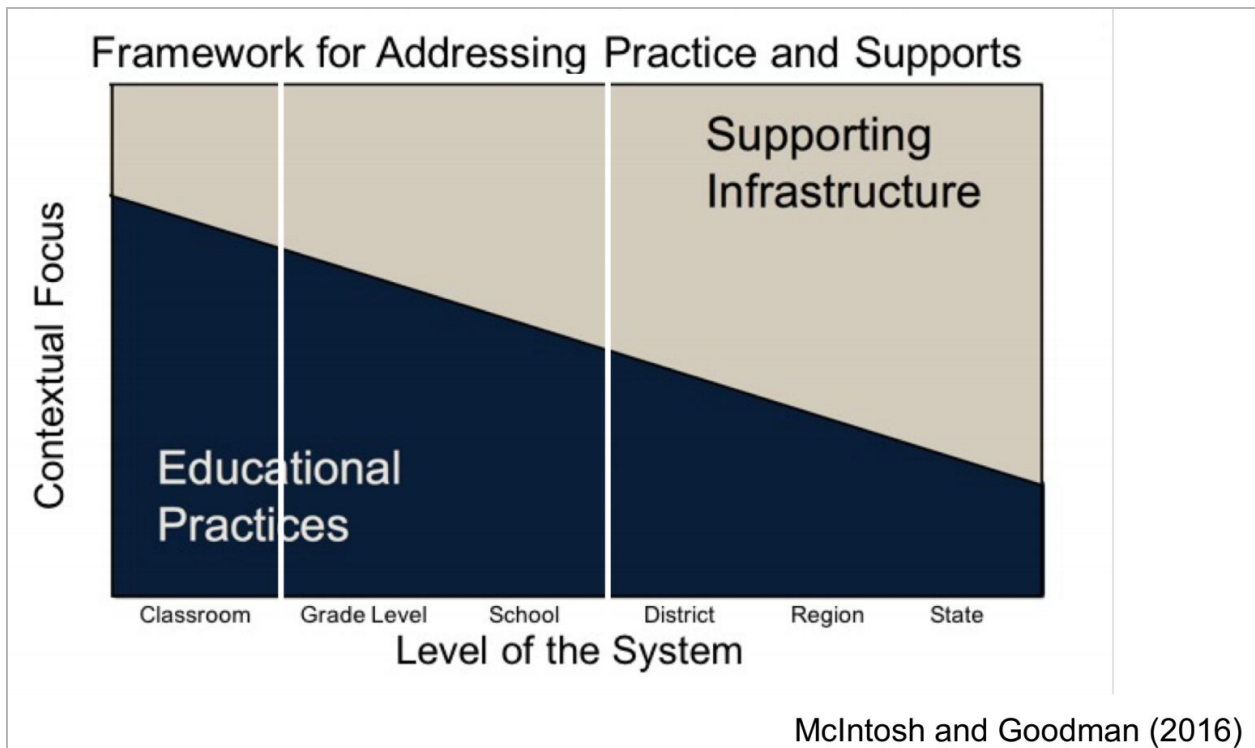 Framework for Addressing Practice and Supports
Supporting
Infrastructure
Contextual Focus
Educational
Practices
Classroom Grade Level School District Region State
Level of the System
McIntosh and Goodman (2016)